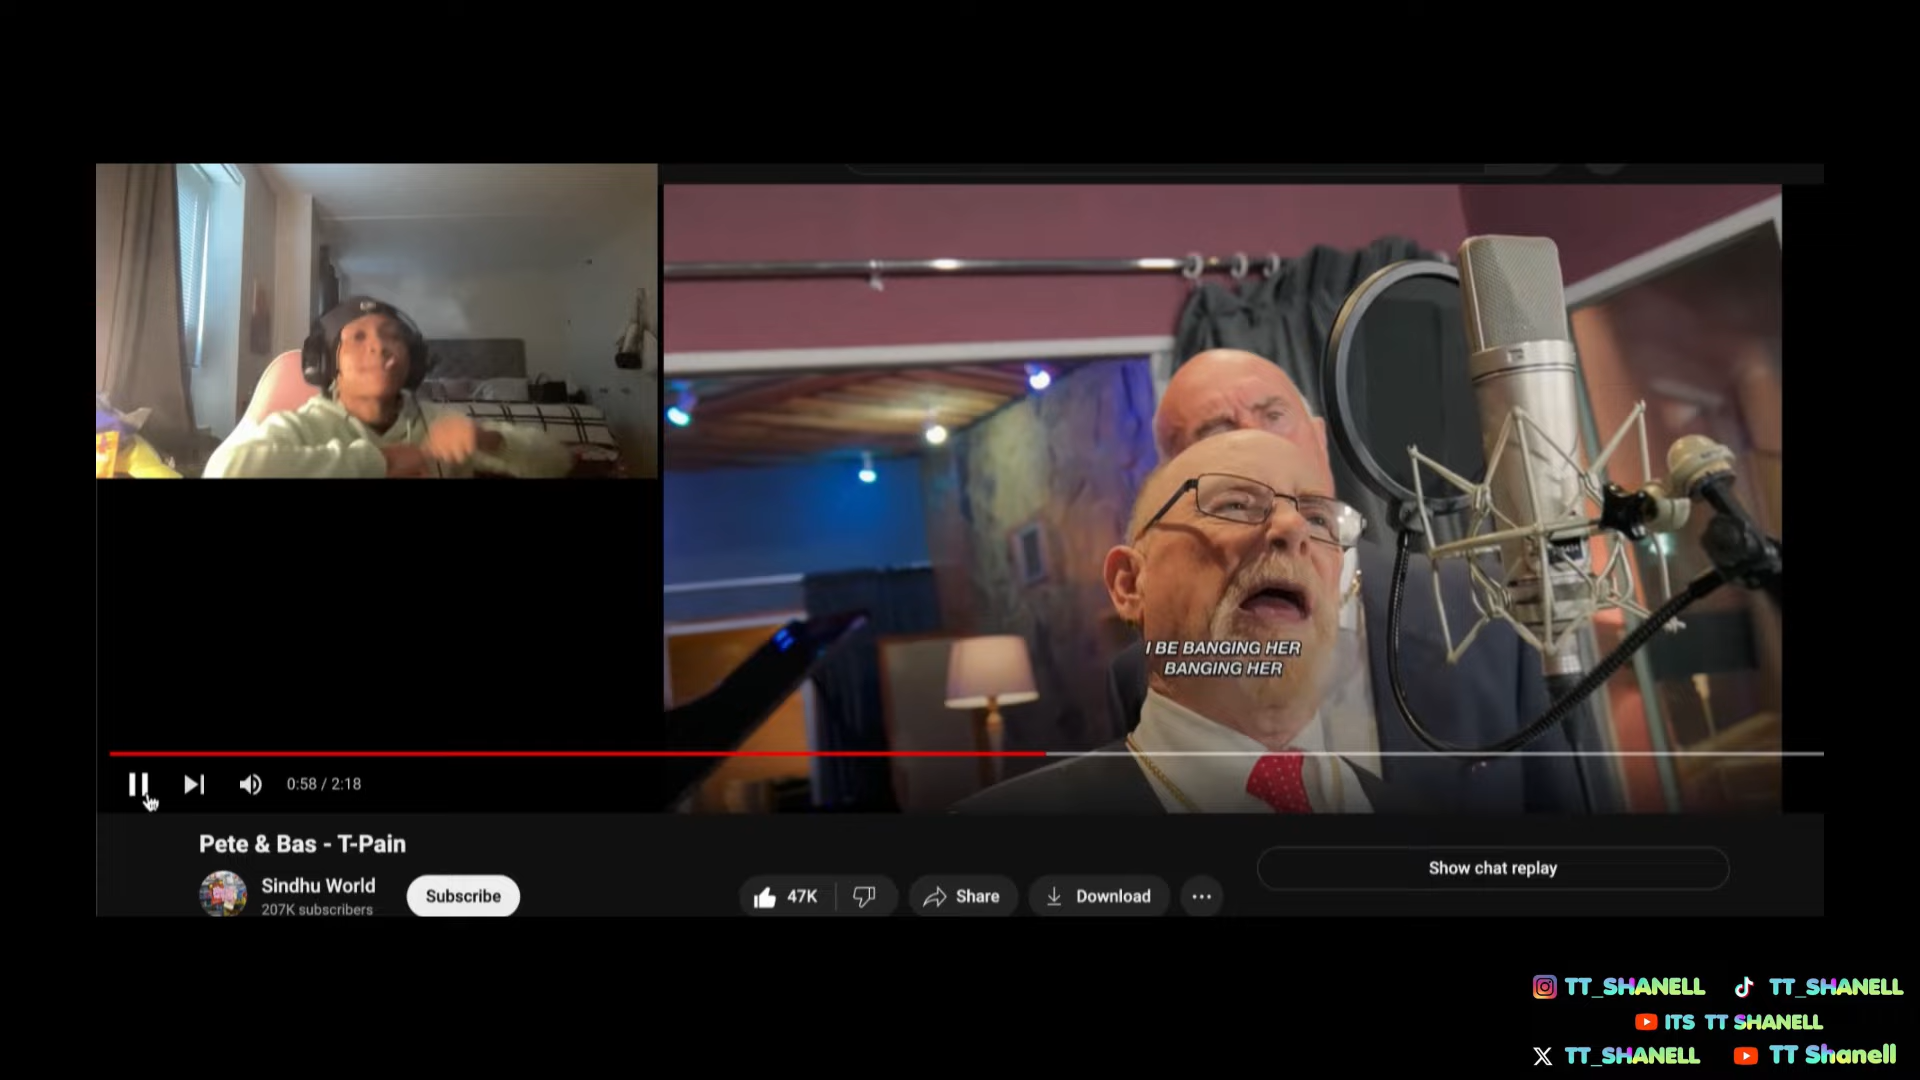 I BE BANGING HER
BANGING HER
0:58 / 2:18
Pete & Bas - T-Pain
Sindhu World
207K subscribers
Subscribe
47K
Share
Download
Show chat replay
TT_SHANELL
TT_SHANELL
ITS TT SHANELL
TT_SHANELL
TT Shanell